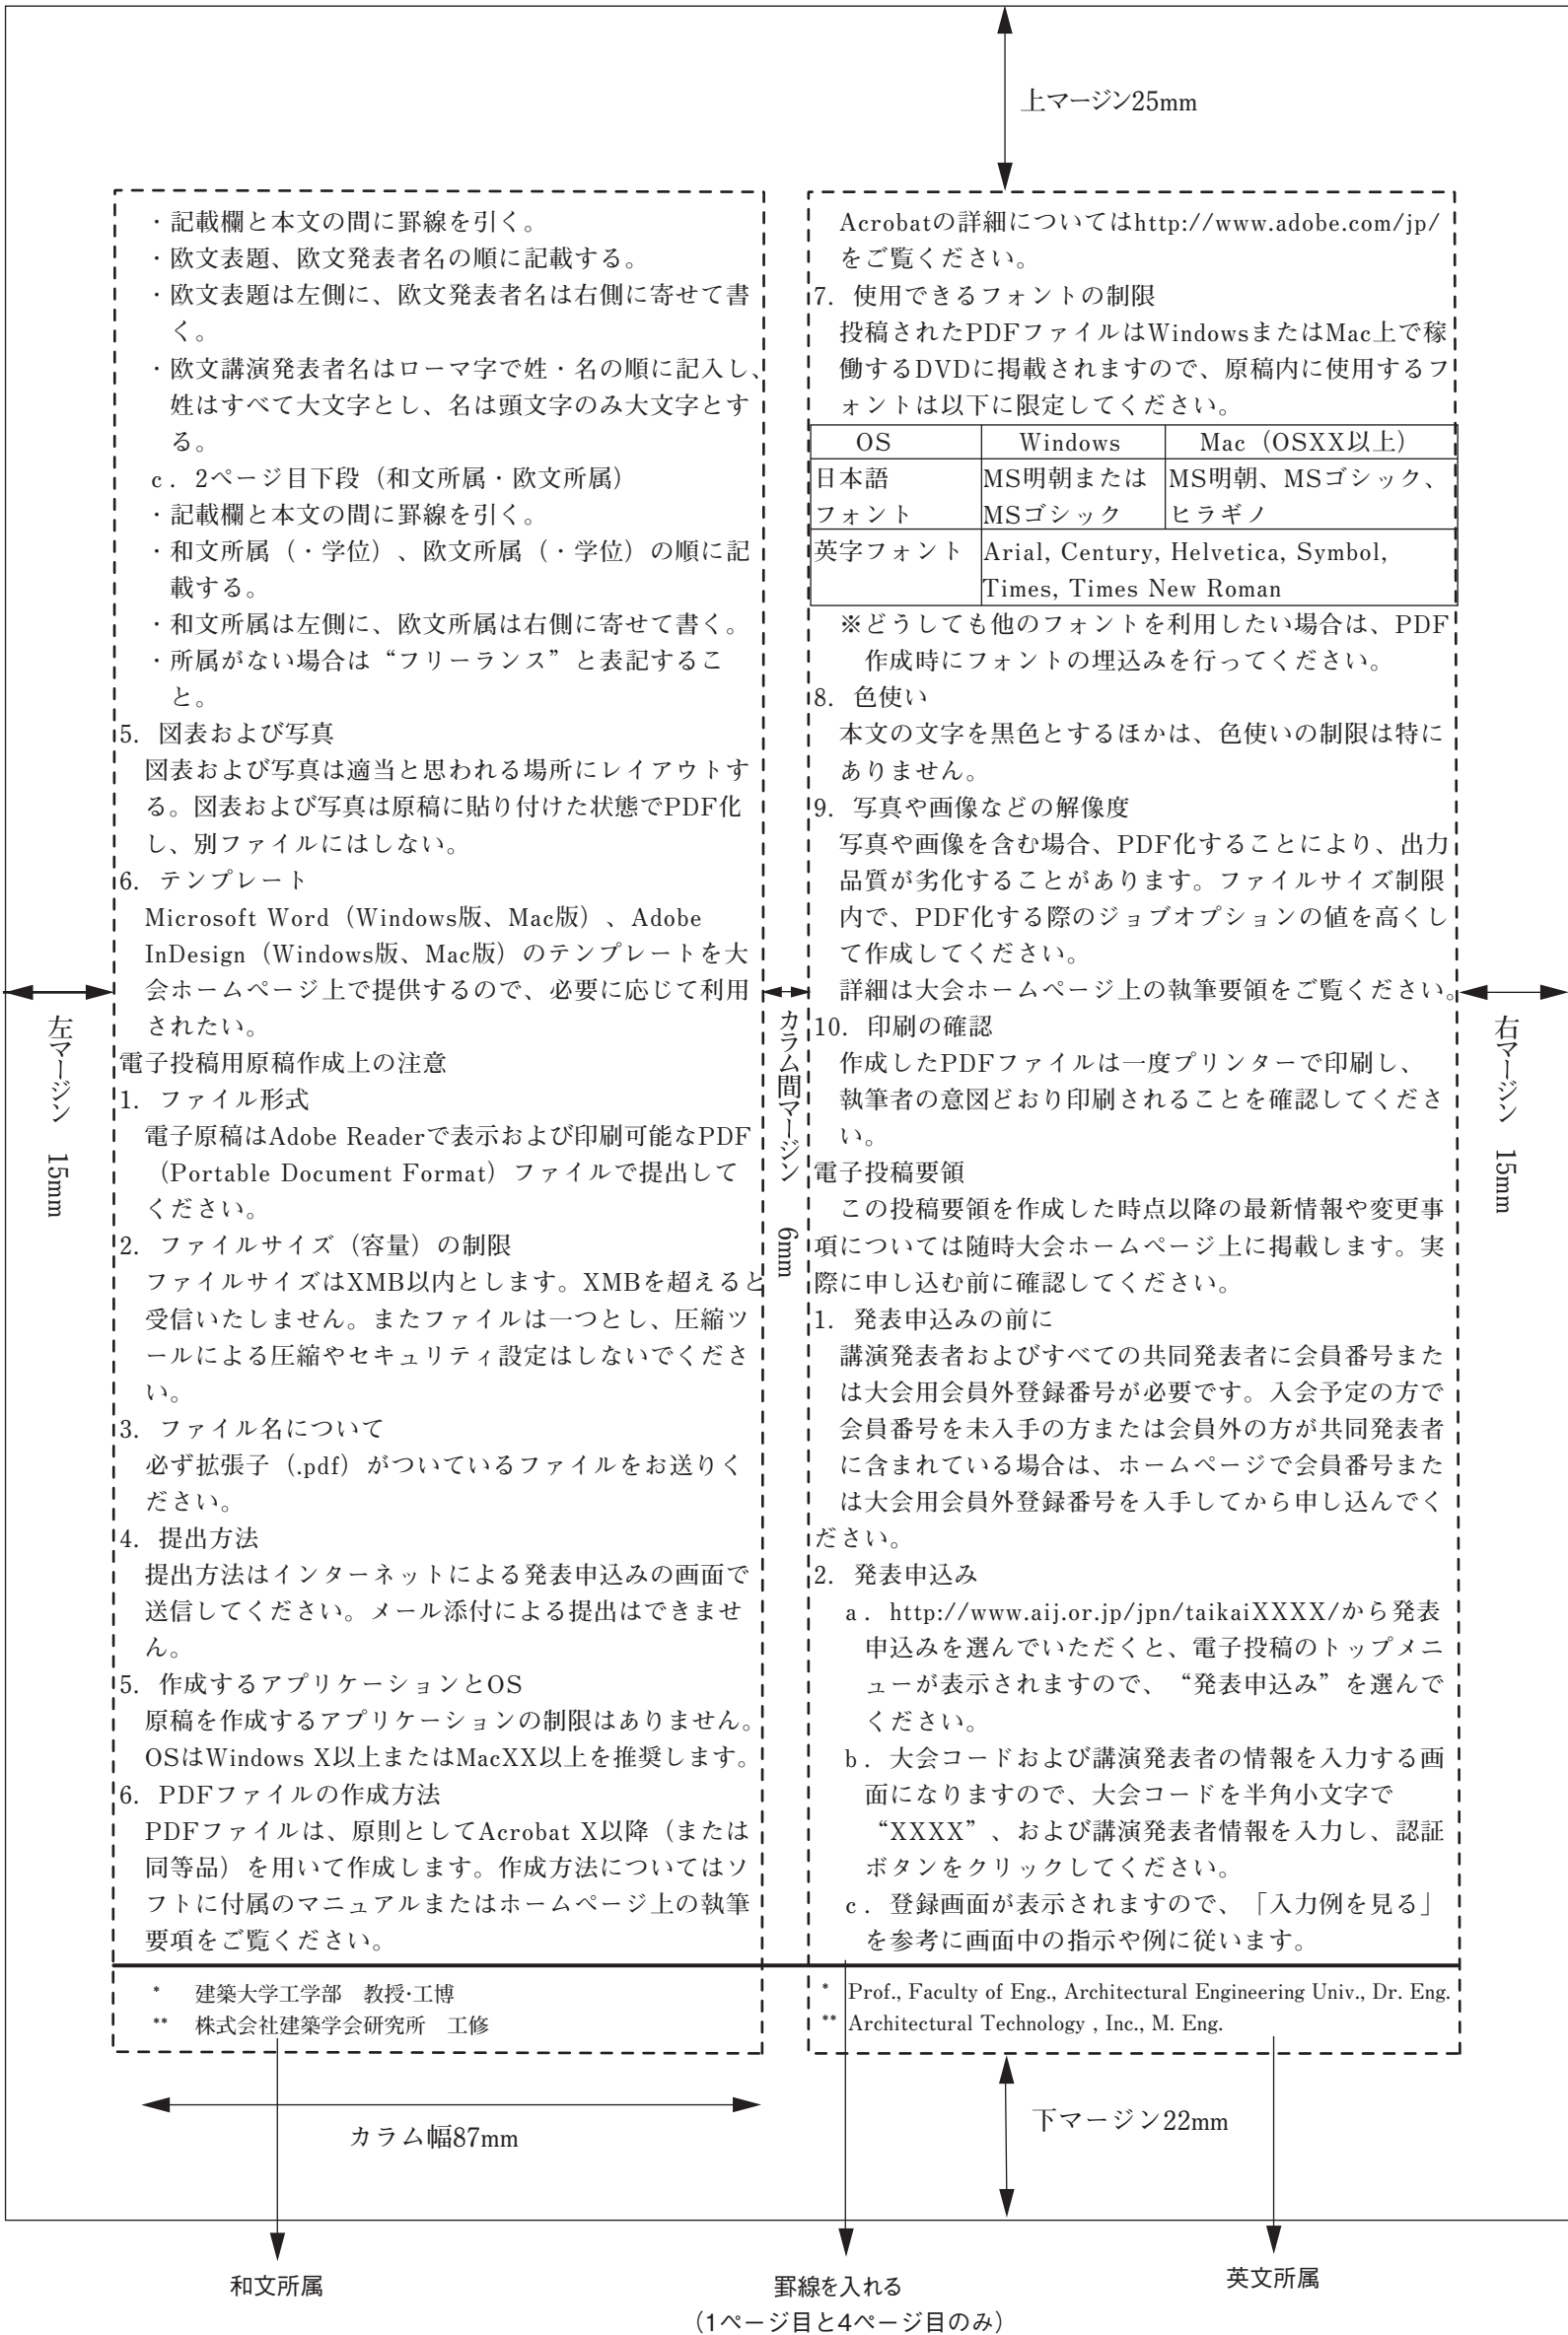 上マージン25mm
・記載欄と本文の間に罫線を引く。
・欧文表題、欧文発表者名の順に記載する。
・欧文表題は左側に、欧文発表者名は右側に寄せて書
く。
・欧文講演発表者名はローマ字で姓・名の順に記入し、
姓はすべて大文字とし、名は頭文字のみ大文字とす
る。
c．2ページ目下段（和文所属・欧文所属）
・記載欄と本文の間に罫線を引く。
・和文所属（・学位）、欧文所属（・学位）の順に記
載する。
・和文所属は左側に、欧文所属は右側に寄せて書く。
・所属がない場合は“フリーランス”と表記するこ
と。
5．図表および写真
図表および写真は適当と思われる場所にレイアウトす
る。図表および写真は原稿に貼り付けた状態でPDF化
し、別ファイルにはしない。
6．テンプレート
Microsoft Word（Windows版、Mac版）、Adobe
InDesign（Windows版、Mac版）のテンプレートを大
会ホームページ上で提供するので、必要に応じて利用
されたい。
電子投稿用原稿作成上の注意
1．ファイル形式
電子原稿はAdobe Readerで表示および印刷可能なPDF
（Portable Document Format）ファイルで提出して
ください。
2．ファイルサイズ（容量）の制限
ファイルサイズはXMB以内とします。XMBを超えると
受信いたしません。またファイルは一つとし、圧縮ツ
ールによる圧縮やセキュリティ設定はしないでくださ
い。
3．ファイル名について
必ず拡張子（.pdf）がついているファイルをお送りく
ださい。
4．提出方法
提出方法はインターネットによる発表申込みの画面で
送信してください。メール添付による提出はできませ
ん。
5．作成するアプリケーションとOS
原稿を作成するアプリケーションの制限はありません。
OSはWindows X以上またはMacXX以上を推奨します。
6．PDFファイルの作成方法
PDFファイルは、原則としてAcrobat X以降（または
同等品）を用いて作成します。作成方法についてはソ
フトに付属のマニュアルまたはホームページ上の執筆
要項をご覧ください。
Acrobatの詳細についてはhttp://www.adobe.com/jp/
をご覧ください。
7．使用できるフォントの制限
投稿されたPDFファイルはWindowsまたはMac上で稼
働するDVDに掲載されますので、原稿内に使用するフ
ォントは以下に限定してください。
OS Windows Mac（OSXX以上）
日本語 MS明朝または MS明朝、MSゴシック、
フォント MSゴシック ヒラギノ
英字フォント Arial, Century, Helvetica, Symbol,
Times, Times New Roman
※どうしても他のフォントを利用したい場合は、PDF
作成時にフォントの埋込みを行ってください。
8．色使い
本文の文字を黒色とするほかは、色使いの制限は特に
ありません。
9．写真や画像などの解像度
写真や画像を含む場合、PDF化することにより、出力
品質が劣化することがあります。ファイルサイズ制限
内で、PDF化する際のジョブオプションの値を高くし
て作成してください。
詳細は大会ホームページ上の執筆要領をご覧ください。
10．印刷の確認
作成したPDFファイルは一度プリンターで印刷し、
執筆者の意図どおり印刷されることを確認してくださ
い。
電子投稿要領
この投稿要領を作成した時点以降の最新情報や変更事
項については随時大会ホームページ上に掲載します。実
際に申し込む前に確認してください。
1．発表申込みの前に
講演発表者およびすべての共同発表者に会員番号また
は大会用会員外登録番号が必要です。入会予定の方で
会員番号を未入手の方または会員外の方が共同発表者
に含まれている場合は、ホームページで会員番号また
は大会用会員外登録番号を入手してから申し込んでく
ださい。
2．発表申込み
a．http://www.aij.or.jp/jpn/taikaiXXXX/から発表
申込みを選んでいただくと、電子投稿のトップメニ
ューが表示されますので、“発表申込み”を選んで
ください。
b．大会コードおよび講演発表者の情報を入力する画
面になりますので、大会コードを半角小文字で
“XXXX”、および講演発表者情報を入力し、認証
ボタンをクリックしてください。
c．登録画面が表示されますので、「入力例を見る」
を参考に画面中の指示や例に従います。
左マージン 15mm
カラム間マージン 6mm
右マージン 15mm
* 建築大学工学部 教授・工博
** 株式会社建築学会研究所 工修
* Prof., Faculty of Eng., Architectural Engineering Univ., Dr. Eng.
** Architectural Technology , Inc., M. Eng.
カラム幅87mm
下マージン22mm
和文所属
罫線を入れる
（1ページ目と4ページ目のみ）
英文所属